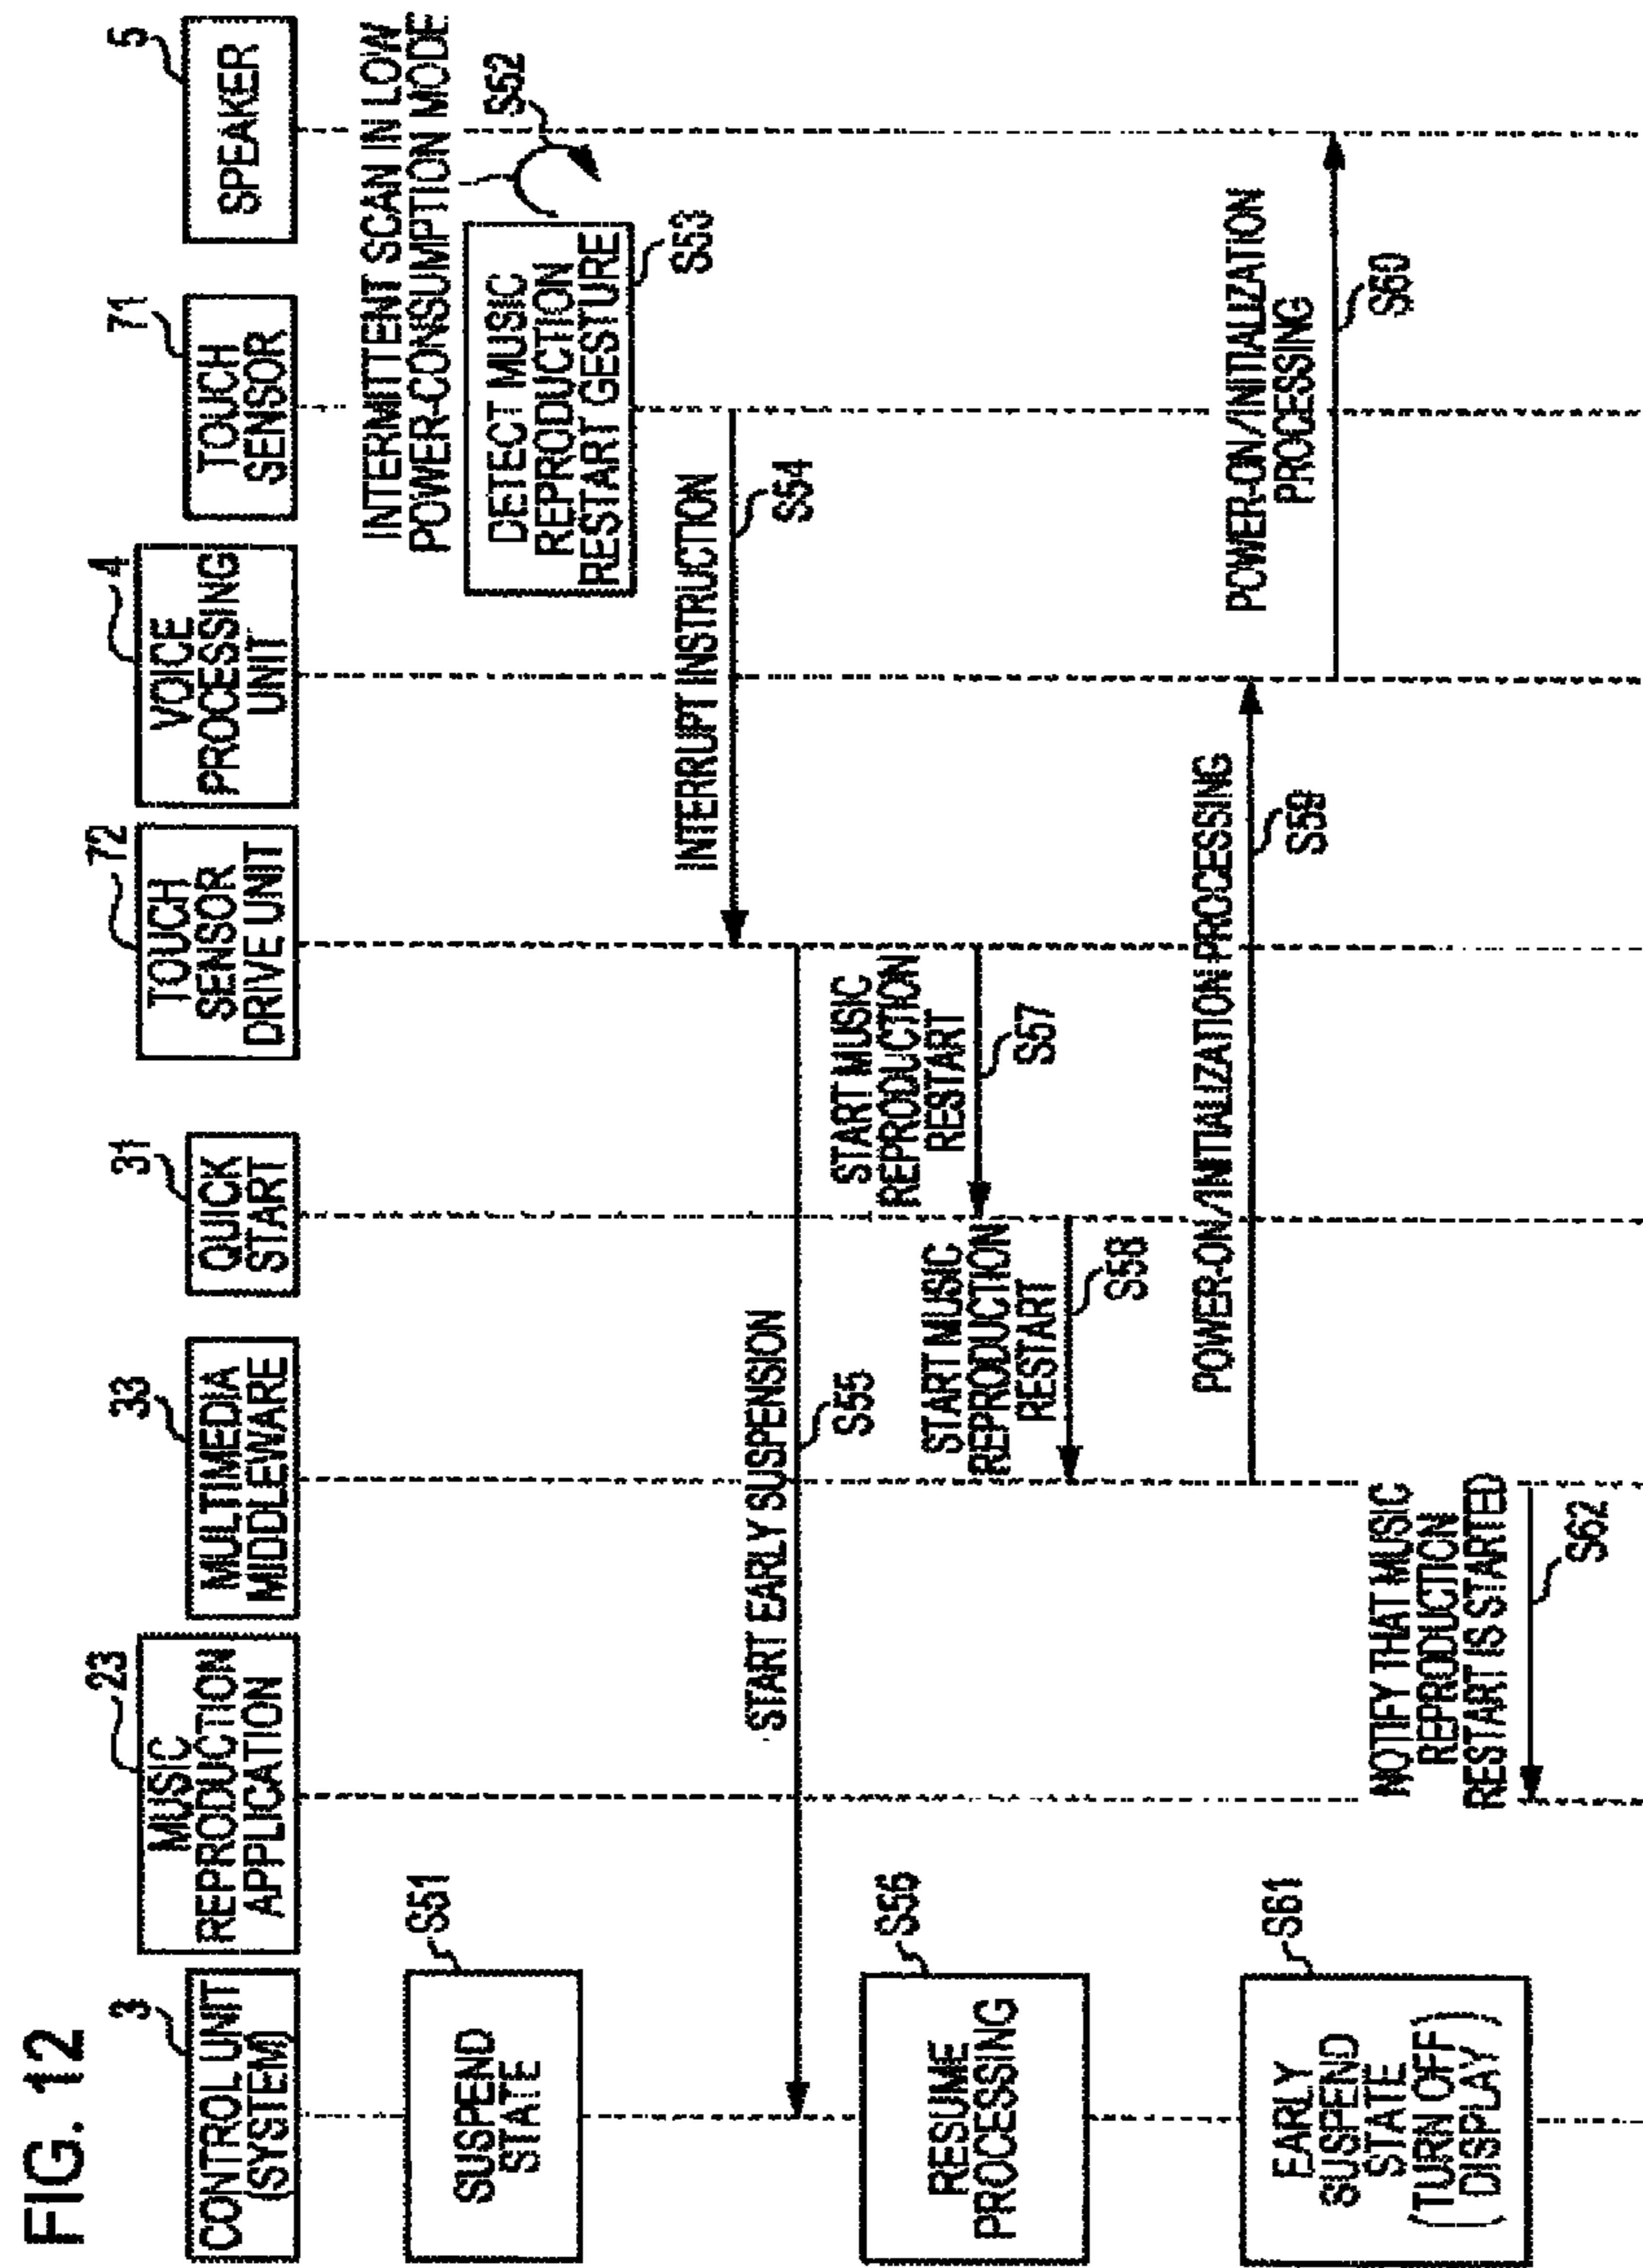 FIG. 12
3
CONTROL UNIT
(SYSTEM)
23
MUSIC
REPRODUCTION
APPLICATION
33
MULTIMEDIA
MIDDLEWARE
31
QUICK
START
72
TOUCH
SENSOR
DRIVE UNIT
4
VOICE
PROCESSING
UNIT
71
TOUCH
SENSOR
5
SPEAKER
SUSPEND
STATE
S51
INTERMITTENT SCAN IN LOW
POWER-CONSUMPTION MODE
S52
DETECT MUSIC
REPRODUCTION
RESTART GESTURE
S53
INTERRUPT INSTRUCTION
S54
START EARLY SUSPENSION
S55
RESUME
PROCESSING
S56
START MUSIC
REPRODUCTION
RESTART
S57
START MUSIC
REPRODUCTION
RESTART
S58
POWER-ON/INITIALIZATION PROCESSING
S59
POWER-ON/INITIALIZATION
PROCESSING
S60
EARLY
SUSPEND
STATE
(TURN OFF
DISPLAY)
S61
NOTIFY THAT MUSIC
REPRODUCTION
RESTART IS STARTED
S62